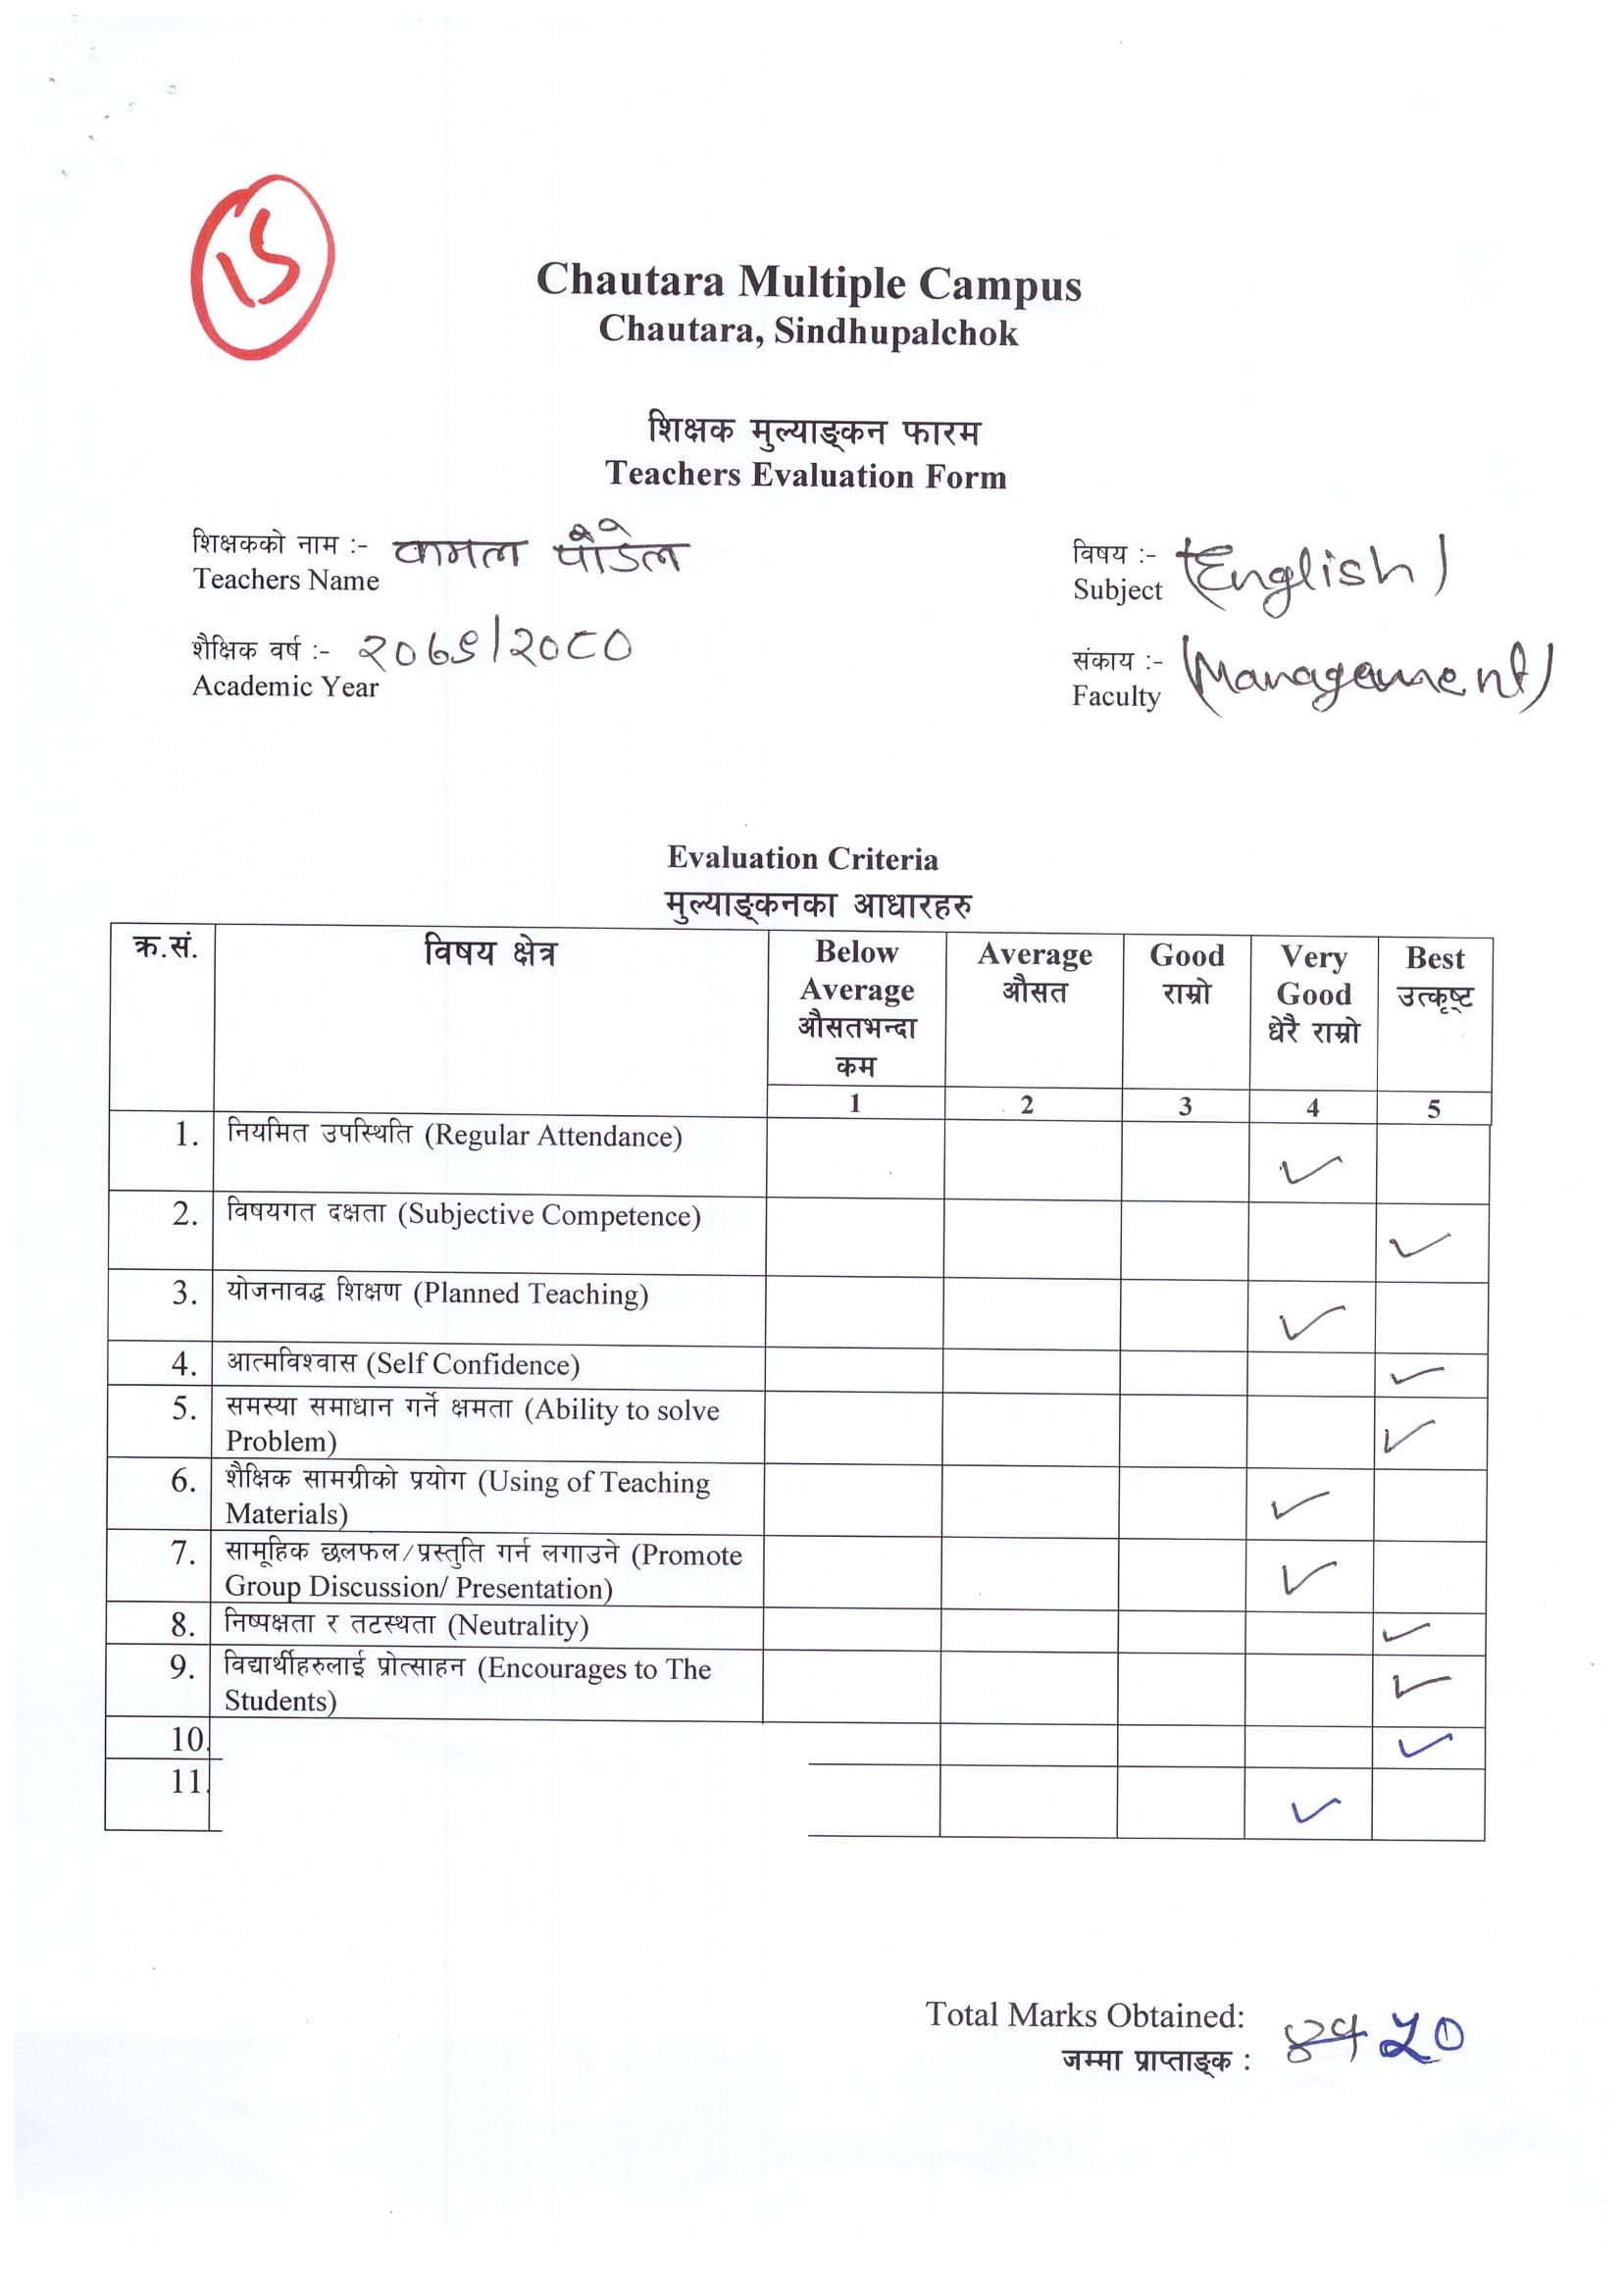 15
Chautara Multiple Campus
Chautara, Sindhupalchok
शिक्षक मुल्याङ्कन फारम
Teachers Evaluation Form
शिक्षकको नाम :- कमल पौडेल
Teachers Name
विषय :- (English)
Subject
शैक्षिक वर्ष :- २०७९/२०८०
Academic Year
संकाय :- (Management)
Faculty
Evaluation Criteria
मुल्याङ्कनका आधारहरु
क्र.सं. विषय क्षेत्र Below Average Good Very Best
Average औसत राम्रो Good उत्कृष्ट
औसतभन्दा धेरै राम्रो
कम
1 2 3 4 5
1. नियमित उपस्थिति (Regular Attendance) ✓
2. विषयगत दक्षता (Subjective Competence) ✓
3. योजनावद्ध शिक्षण (Planned Teaching) ✓
4. आत्मविश्वास (Self Confidence) ✓
5. समस्या समाधान गर्ने क्षमता (Ability to solve ✓
Problem)
6. शैक्षिक सामग्रीको प्रयोग (Using of Teaching ✓
Materials)
7. सामूहिक छलफल/प्रस्तुति गर्न लगाउने (Promote ✓
Group Discussion/ Presentation)
8. निष्पक्षता र तटस्थता (Neutrality) ✓
9. विद्यार्थीहरुलाई प्रोत्साहन (Encourages to The ✓
Students)
10. ✓
11. ✓
Total Marks Obtained:
जम्मा प्राप्ताङ्क : ४१ ५०